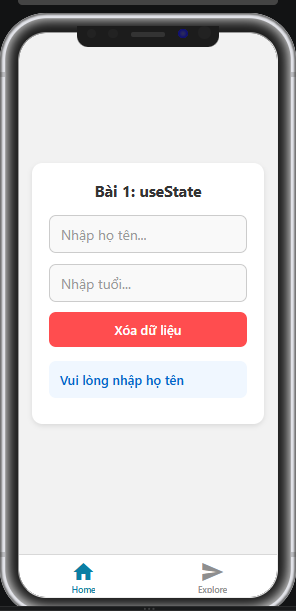 Bài 1: useState
Nhập họ tên...
Nhập tuổi...
Xóa dữ liệu
Vui lòng nhập họ tên
Home
Explore